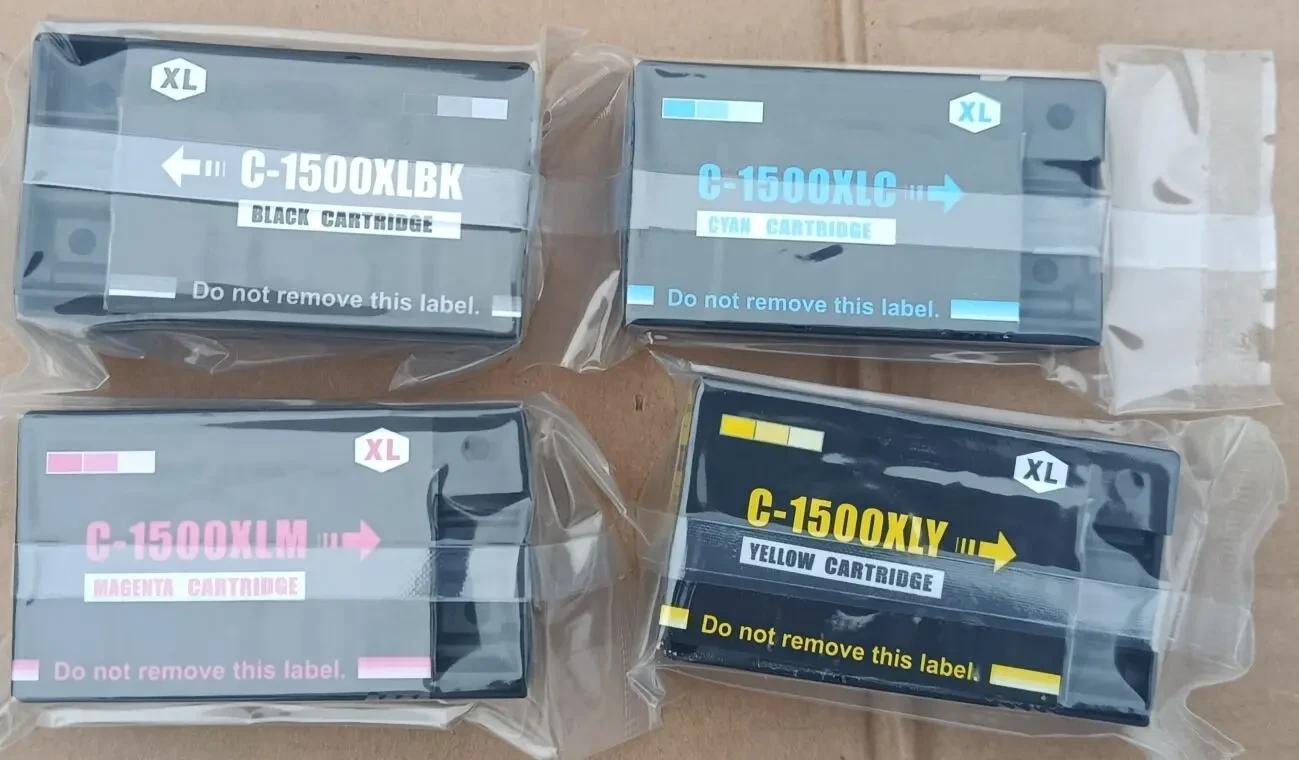 XL
C-1500XLBK
BLACK CARTRIDGE
Do not remove this label.
XL
C-1500XLC
CYAN CARTRIDGE
Do not remove this label.
XL
C-1500XLM
MAGENTA CARTRIDGE
Do not remove this label.
XL
C-1500XLY
YELLOW CARTRIDGE
Do not remove this label.